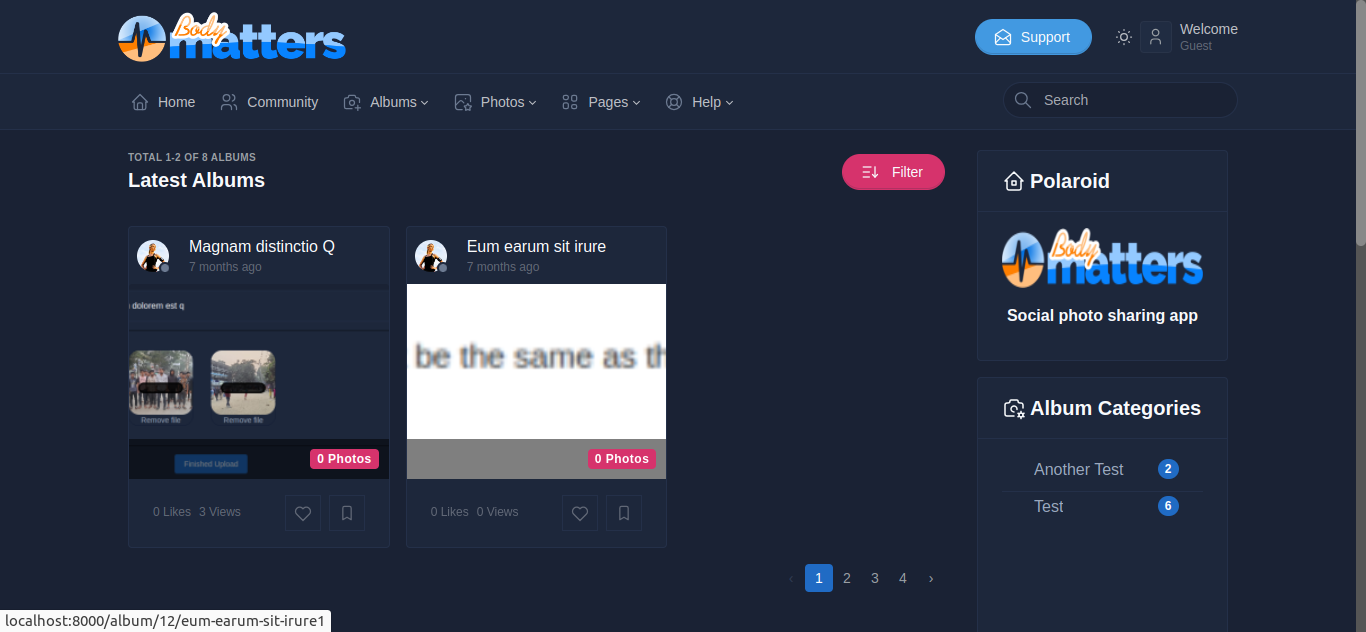 Body matters
Support
Welcome
Guest
Home
Community
Albums
Photos
Pages
Help
Search
TOTAL 1-2 OF 8 ALBUMS
Latest Albums
Filter
Magnam distinctio Q
7 months ago
dolorem est q
Remove file
Remove file
Finished Upload
0 Photos
0 Likes 3 Views
Eum earum sit irure
7 months ago
be the same as
0 Photos
0 Likes 0 Views
‹ 1 2 3 4 ›
Polaroid
Body matters
Social photo sharing app
Album Categories
Another Test 2
Test 6
localhost:8000/album/12/eum-earum-sit-irure1